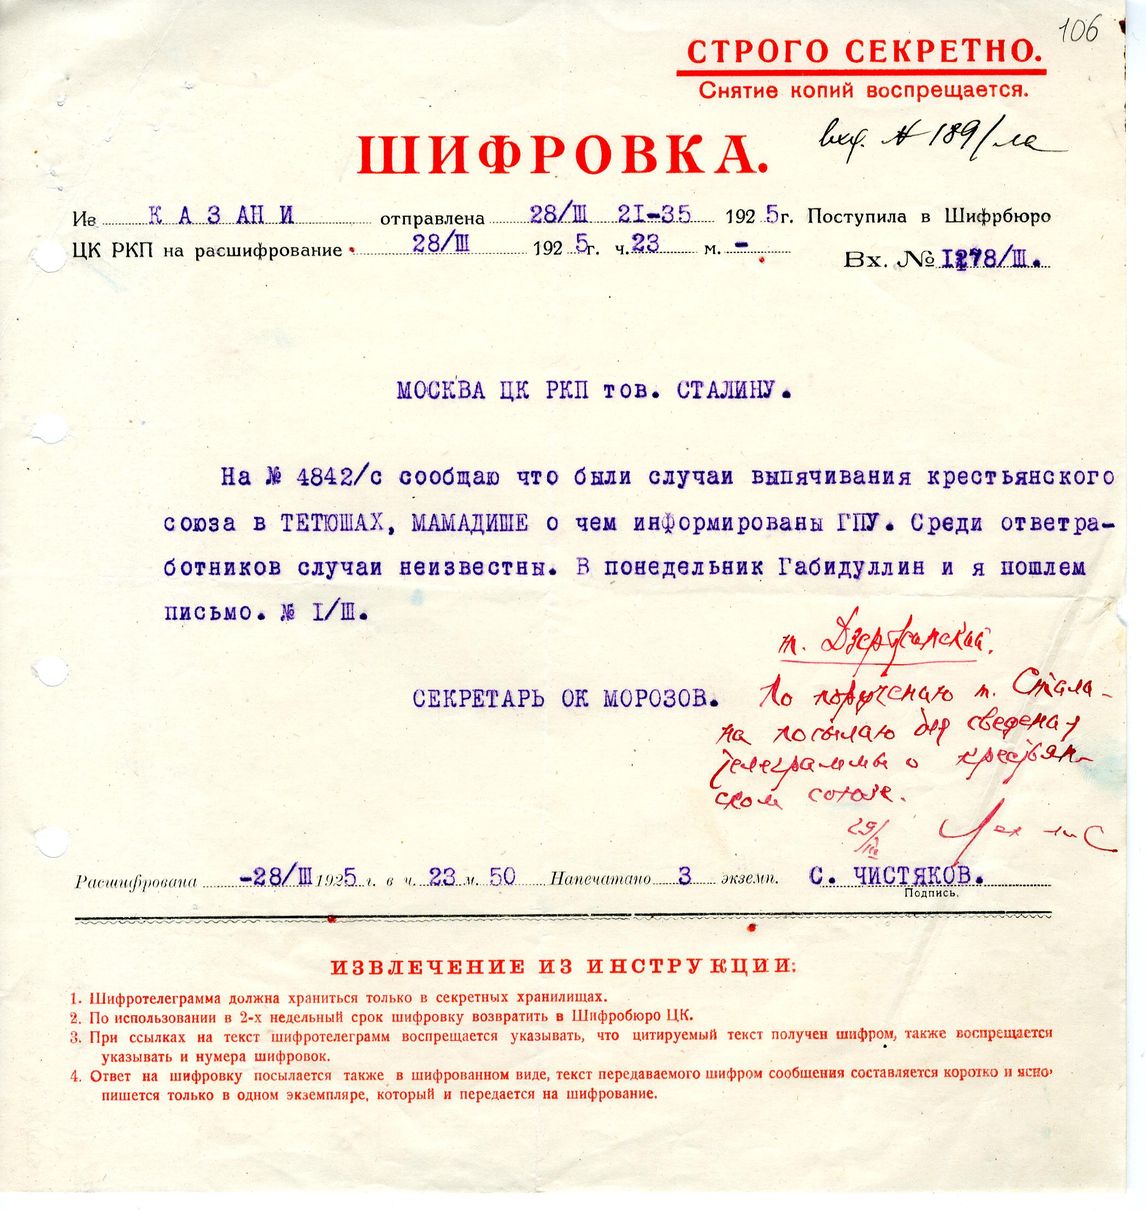 106
СТРОГО СЕКРЕТНО.
Снятие копий воспрещается.
ШИФРОВКА.
вхф. № 189/
Из КАЗАНИ отправлена 28/III 21-35 1925г. Поступила в Шифрбюро
ЦК РКП на расшифрование 28/III 1925г. ч.23 м. -
Вх. № 1278/III.
МОСКВА ЦК РКП тов. СТАЛИНУ.
На № 4842/с сообщаю что были случаи выпячивания крестьянского
союза в ТЕТЮШАХ, МАМАДИШЕ о чем информированы ГПУ. Среди ответра-
ботников случаи неизвестны. В понедельник Габидуллин и я пошлем
письмо. № I/III.
СЕКРЕТАРЬ ОК МОРОЗОВ.
т. Дзержинский.
По поручению т. Стали-
на посылаю для сведения
телеграммы о крестьян-
ском союзе.
29/III
Расшифрована -28/III 1925 г. в ч. 23 м. 50 Напечатано 3 экземп. С. ЧИСТЯКОВ.
Подпись.
ИЗВЛЕЧЕНИЕ ИЗ ИНСТРУКЦИИ:
1. Шифротелеграмма должна храниться только в секретных хранилищах.
2. По использовании в 2-х недельный срок шифровку возвратить в Шифробюро ЦК.
3. При ссылках на текст шифротелеграмм воспрещается указывать, что цитируемый текст получен шифром, также воспрещается
указывать и нумера шифровок.
4. Ответ на шифровку посылается также в шифрованном виде, текст передаваемого шифром сообщения составляется коротко и ясно,
пишется только в одном экземпляре, который и передается на шифрование.